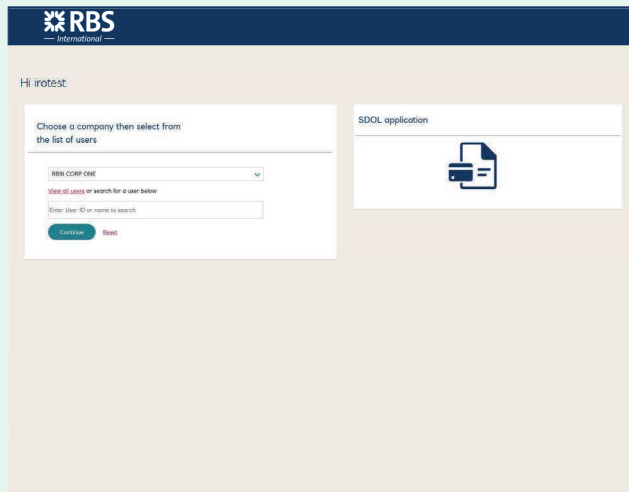 RBS
International
Hi irotest
Choose a company then select from
the list of users
RBSI CORP ONE
View all users or search for a user below
Enter User ID or name to search
Continue Reset
SDOL application